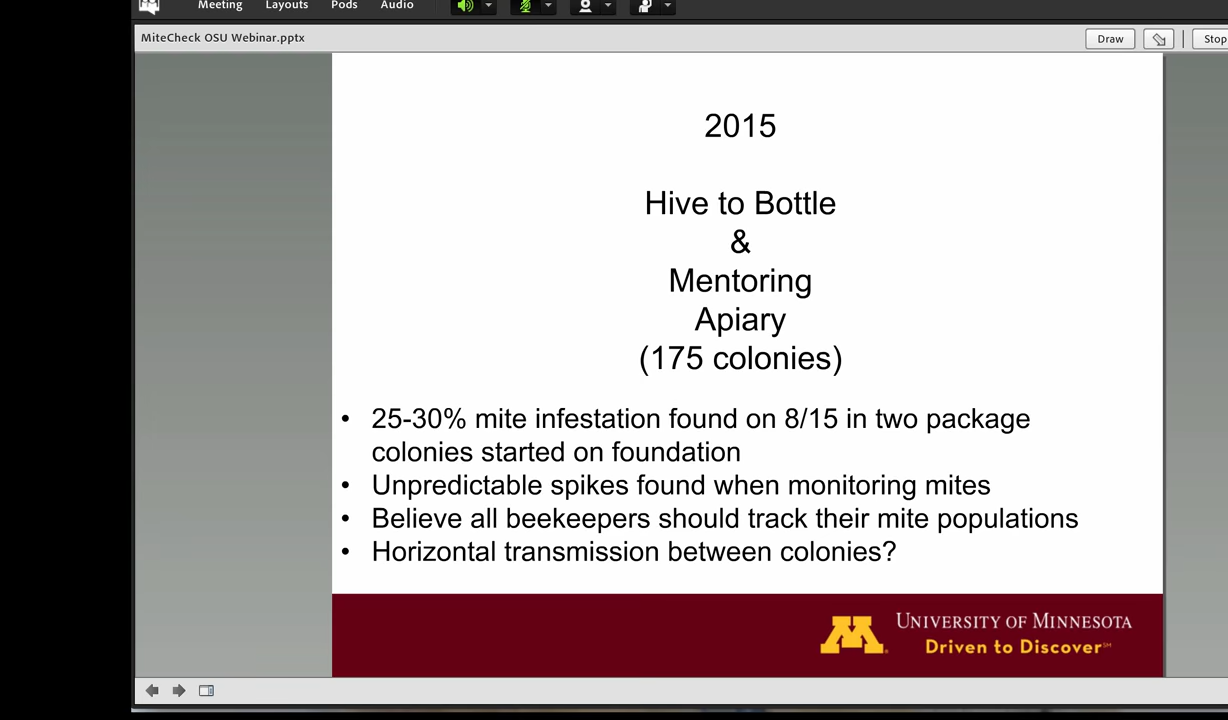 Meeting Layouts Pods Audio
MiteCheck OSU Webinar.pptx
Draw
Stop
2015
Hive to Bottle
&
Mentoring
Apiary
(175 colonies)
• 25-30% mite infestation found on 8/15 in two package
colonies started on foundation
• Unpredictable spikes found when monitoring mites
• Believe all beekeepers should track their mite populations
• Horizontal transmission between colonies?
M
UNIVERSITY OF MINNESOTA
Driven to Discover℠